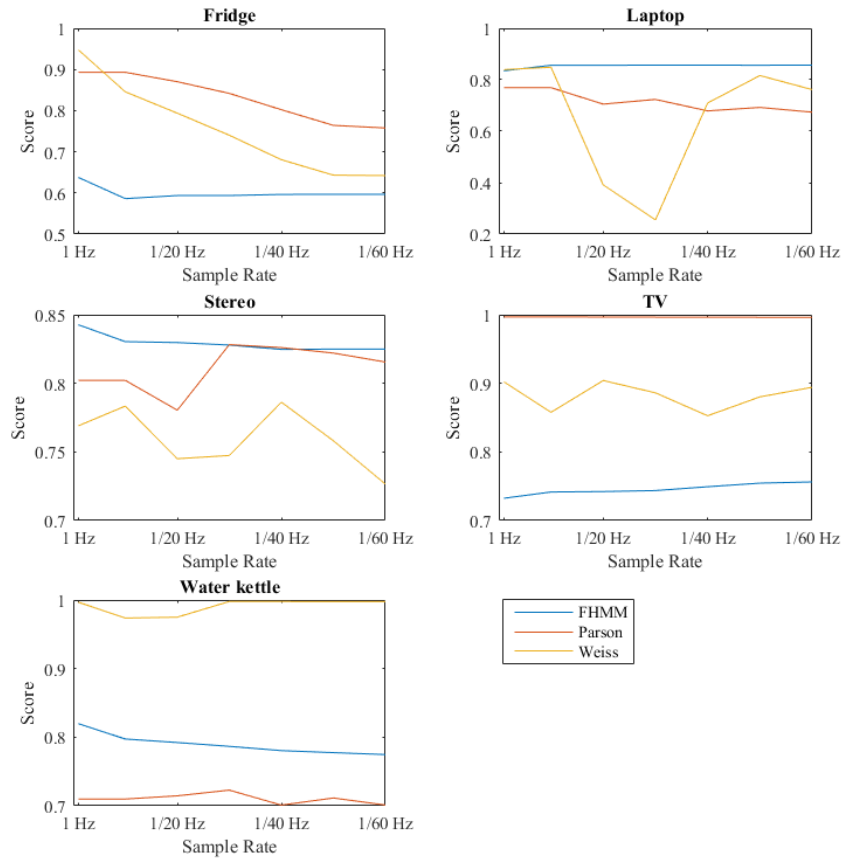 Fridge
1
0.9
0.8
0.7
0.6
0.5
Score
1 Hz 1/20 Hz 1/40 Hz 1/60 Hz
Sample Rate
Laptop
1
0.8
0.6
0.4
0.2
Score
1 Hz 1/20 Hz 1/40 Hz 1/60 Hz
Sample Rate
Stereo
0.85
0.8
0.75
0.7
Score
1 Hz 1/20 Hz 1/40 Hz 1/60 Hz
Sample Rate
TV
1
0.9
0.8
0.7
Score
1 Hz 1/20 Hz 1/40 Hz 1/60 Hz
Sample Rate
Water kettle
1
0.9
0.8
0.7
Score
1 Hz 1/20 Hz 1/40 Hz 1/60 Hz
Sample Rate
FHMM
Parson
Weiss